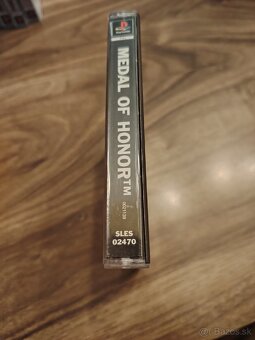 MEDAL OF HONOR™
SLES
02470
Bazos.sk